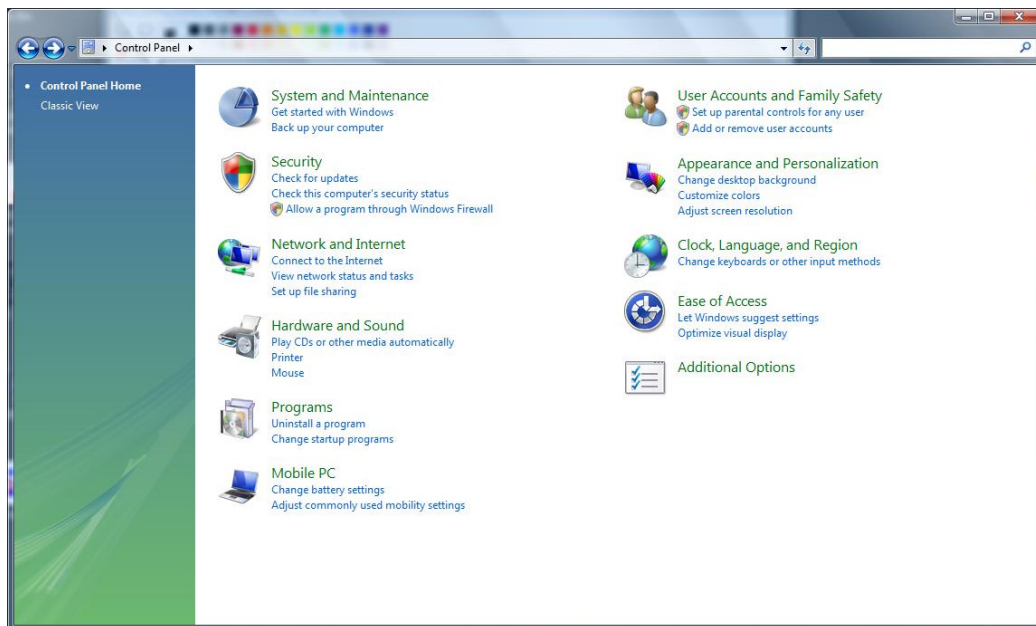 Control Panel
Control Panel Home
Classic View
System and Maintenance
Get started with Windows
Back up your computer
Security
Check for updates
Check this computer's security status
Allow a program through Windows Firewall
Network and Internet
Connect to the Internet
View network status and tasks
Set up file sharing
Hardware and Sound
Play CDs or other media automatically
Printer
Mouse
Programs
Uninstall a program
Change startup programs
Mobile PC
Change battery settings
Adjust commonly used mobility settings
User Accounts and Family Safety
Set up parental controls for any user
Add or remove user accounts
Appearance and Personalization
Change desktop background
Customize colors
Adjust screen resolution
Clock, Language, and Region
Change keyboards or other input methods
Ease of Access
Let Windows suggest settings
Optimize visual display
Additional Options